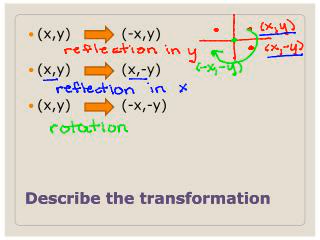 (x,y) (-x,y)
reflection in y
(x,y) (x,-y)
reflection in x
(x,y) (-x,-y)
rotation
(x,y)
(x,-y)
(-x,-y)
Describe the transformation